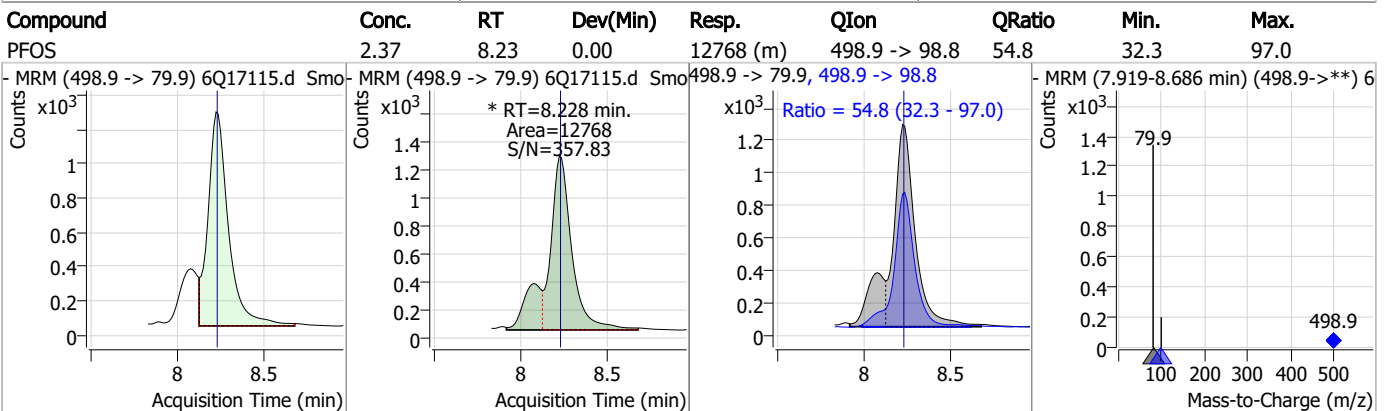 Compound Conc. RT Dev(Min) Resp. QIon QRatio Min. Max.
PFOS 2.37 8.23 0.00 12768 (m) 498.9 -> 98.8 54.8 32.3 97.0
- MRM (498.9 -> 79.9) 6Q17115.d Smo
Counts
x10³
1
0.8
0.6
0.4
0.2
0
8 8.5
Acquisition Time (min)
- MRM (498.9 -> 79.9) 6Q17115.d Smo
Counts
x10³
* RT=8.228 min.
Area=12768
S/N=357.83
1.4
1.2
1
0.8
0.6
0.4
0.2
0
8 8.5
Acquisition Time (min)
498.9 -> 79.9, 498.9 -> 98.8
Counts
x10³
Ratio = 54.8 (32.3 - 97.0)
1.2
1
0.8
0.6
0.4
0.2
0
8 8.5
Acquisition Time (min)
- MRM (7.919-8.686 min) (498.9->**) 6
Counts
x10³
79.9
1.4
1.2
1
0.8
0.6
0.4
0.2
0
498.9
100 200 300 400 500
Mass-to-Charge (m/z)